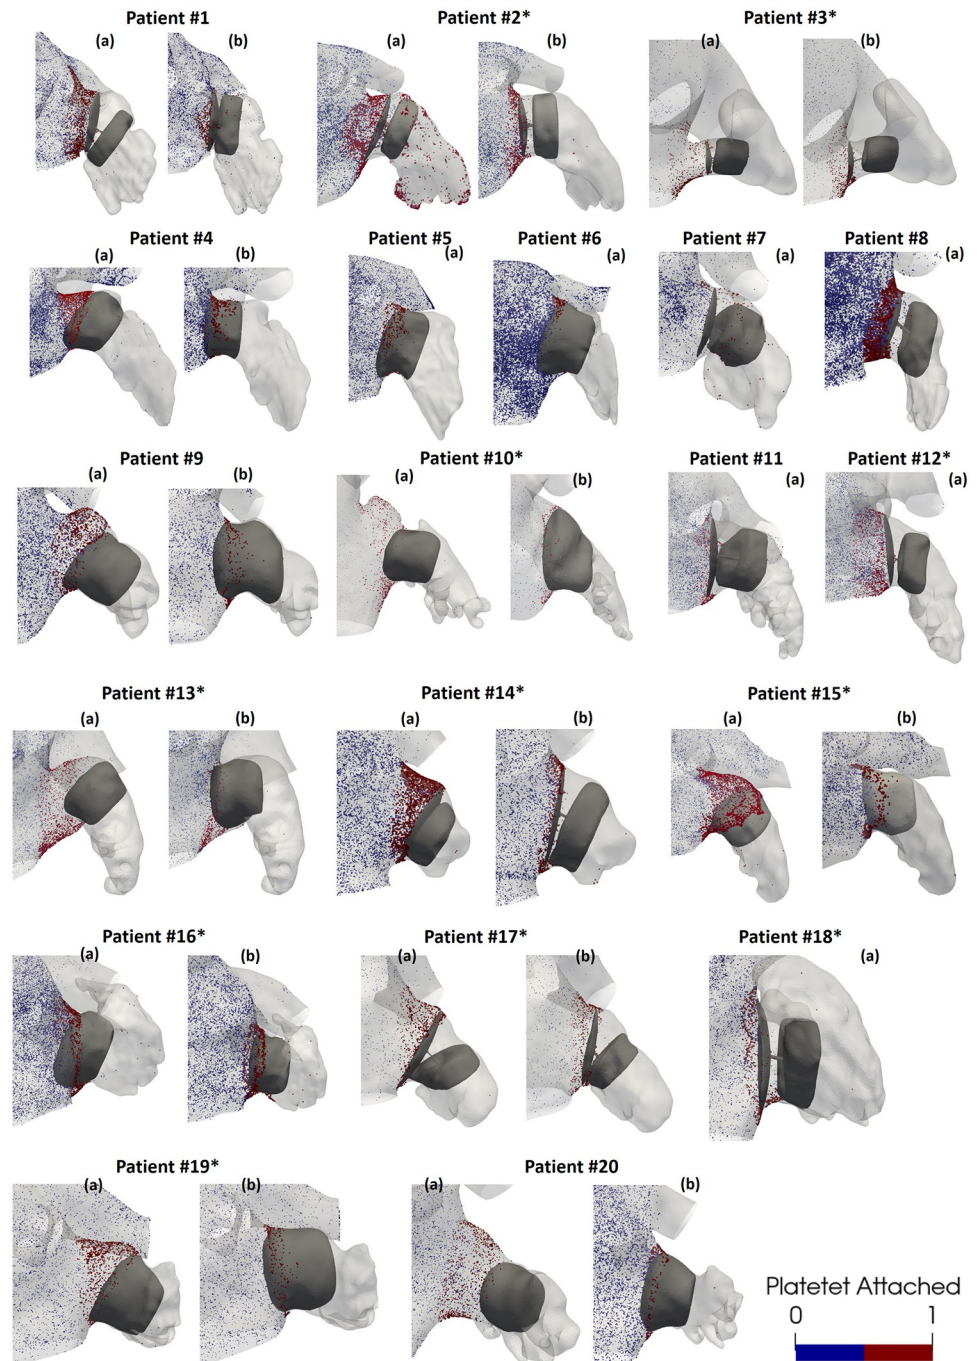 Patient #1 Patient #2* Patient #3*
(a) (b) (a) (b) (a) (b)
Patient #4 Patient #5 Patient #6 Patient #7 Patient #8
(a) (b) (a) (a) (a) (a)
Patient #9 Patient #10* Patient #11 Patient #12*
(a) (b) (a) (b) (a) (a)
Patient #13* Patient #14* Patient #15*
(a) (b) (a) (b) (a) (b)
Patient #16* Patient #17* Patient #18*
(a) (b) (a) (b) (a)
Patient #19* Patient #20
(a) (b) (a) (b)
Platetet Attached
0 1